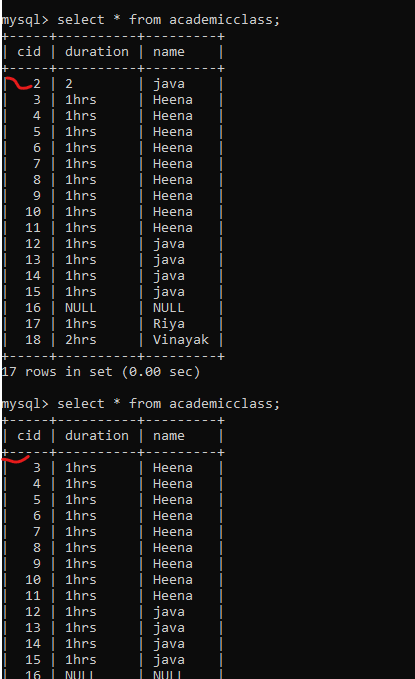 mysql> select * from academicclass;
+-----+----------+---------+
| cid | duration | name    |
+-----+----------+---------+
|   2 | 2        | java    |
|   3 | 1hrs     | Heena   |
|   4 | 1hrs     | Heena   |
|   5 | 1hrs     | Heena   |
|   6 | 1hrs     | Heena   |
|   7 | 1hrs     | Heena   |
|   8 | 1hrs     | Heena   |
|   9 | 1hrs     | Heena   |
|  10 | 1hrs     | Heena   |
|  11 | 1hrs     | Heena   |
|  12 | 1hrs     | java    |
|  13 | 1hrs     | java    |
|  14 | 1hrs     | java    |
|  15 | 1hrs     | java    |
|  16 | NULL     | NULL    |
|  17 | 1hrs     | Riya    |
|  18 | 2hrs     | Vinayak |
+-----+----------+---------+
17 rows in set (0.00 sec)
mysql> select * from academicclass;
+-----+----------+---------+
| cid | duration | name    |
+-----+----------+---------+
|   3 | 1hrs     | Heena   |
|   4 | 1hrs     | Heena   |
|   5 | 1hrs     | Heena   |
|   6 | 1hrs     | Heena   |
|   7 | 1hrs     | Heena   |
|   8 | 1hrs     | Heena   |
|   9 | 1hrs     | Heena   |
|  10 | 1hrs     | Heena   |
|  11 | 1hrs     | Heena   |
|  12 | 1hrs     | java    |
|  13 | 1hrs     | java    |
|  14 | 1hrs     | java    |
|  15 | 1hrs     | java    |
|  16 | NULL     | NULL    |